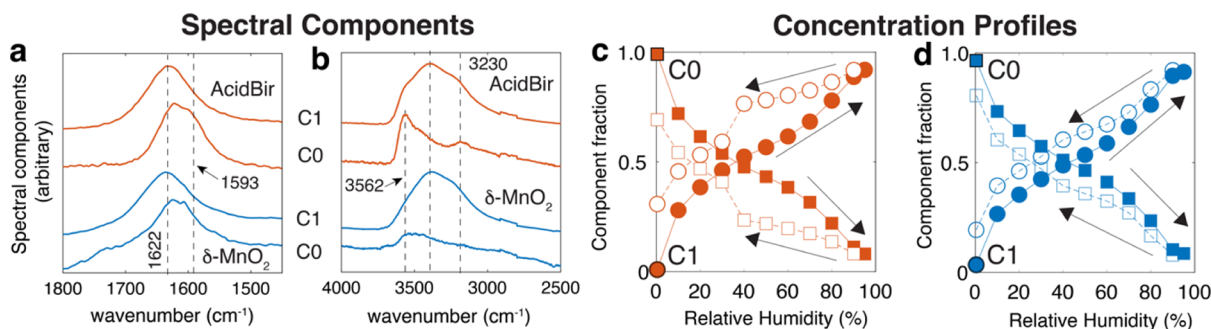 Spectral Components
Concentration Profiles
a
Spectral components
(arbitrary)
AcidBir
C1
C0
1593
C1
C0
1622
δ-MnO₂
1800
1600
1500
wavenumber (cm⁻¹)
b
3230
AcidBir
3562
δ-MnO₂
4000
3500
3000
2500
wavenumber (cm⁻¹)
c
Component fraction
1.0
0.5
0
C0
C1
0
20
40
60
80
100
Relative Humidity (%)
d
Component fraction
1.0
0.5
0
C0
C1
0
20
40
60
80
100
Relative Humidity (%)